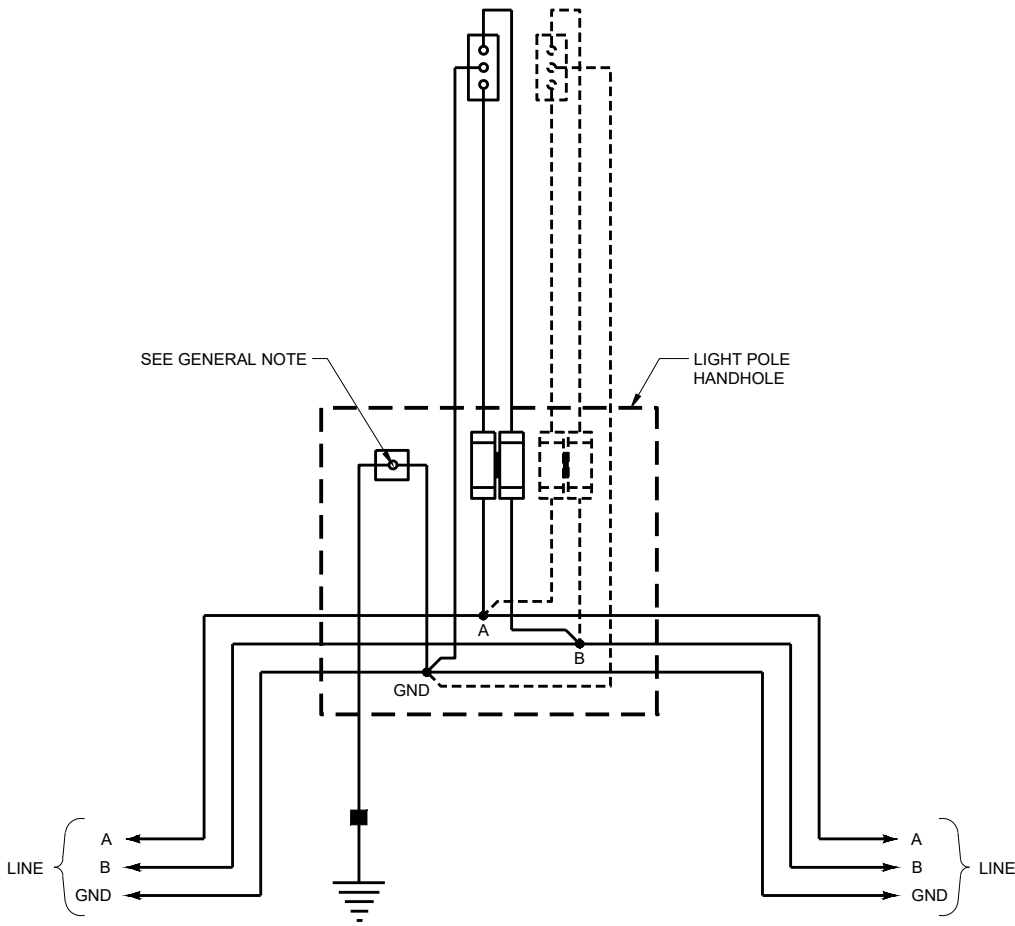 SEE GENERAL NOTE
LIGHT POLE
HANDHOLE
A
B
GND
LINE
A
B
GND
A
B
GND
LINE